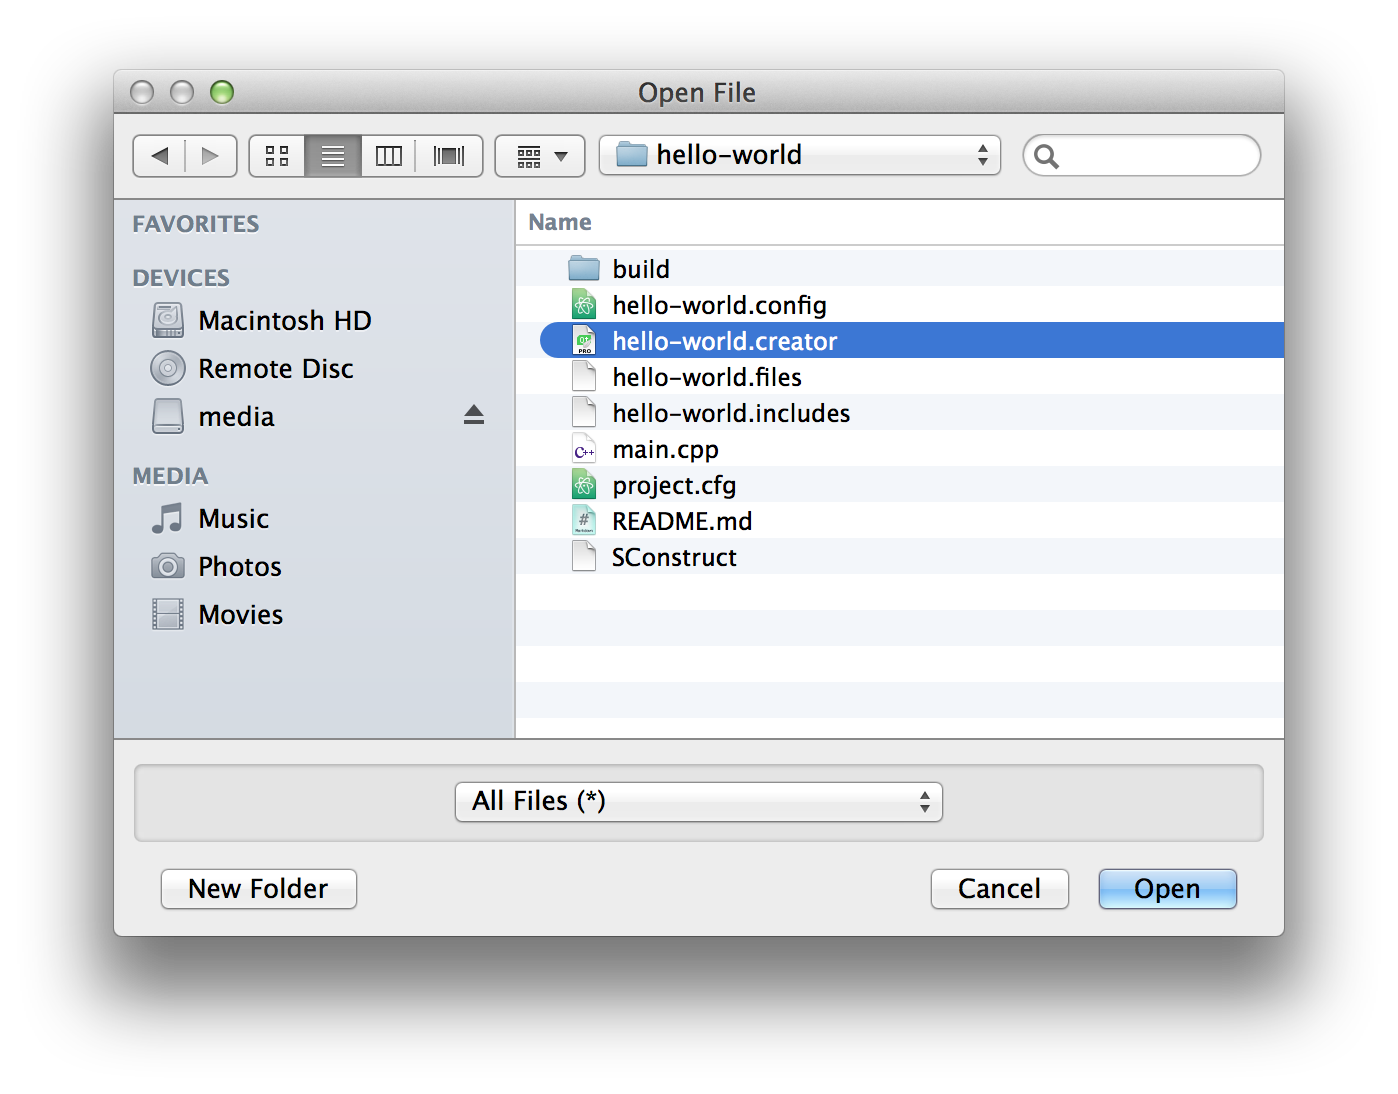 Open File
hello-world
FAVORITES
DEVICES
Macintosh HD
Remote Disc
media
MEDIA
Music
Photos
Movies
Name
build
hello-world.config
hello-world.creator
hello-world.files
hello-world.includes
main.cpp
project.cfg
README.md
SConstruct
PRO
C++
#
All Files (*)
New Folder
Cancel
Open